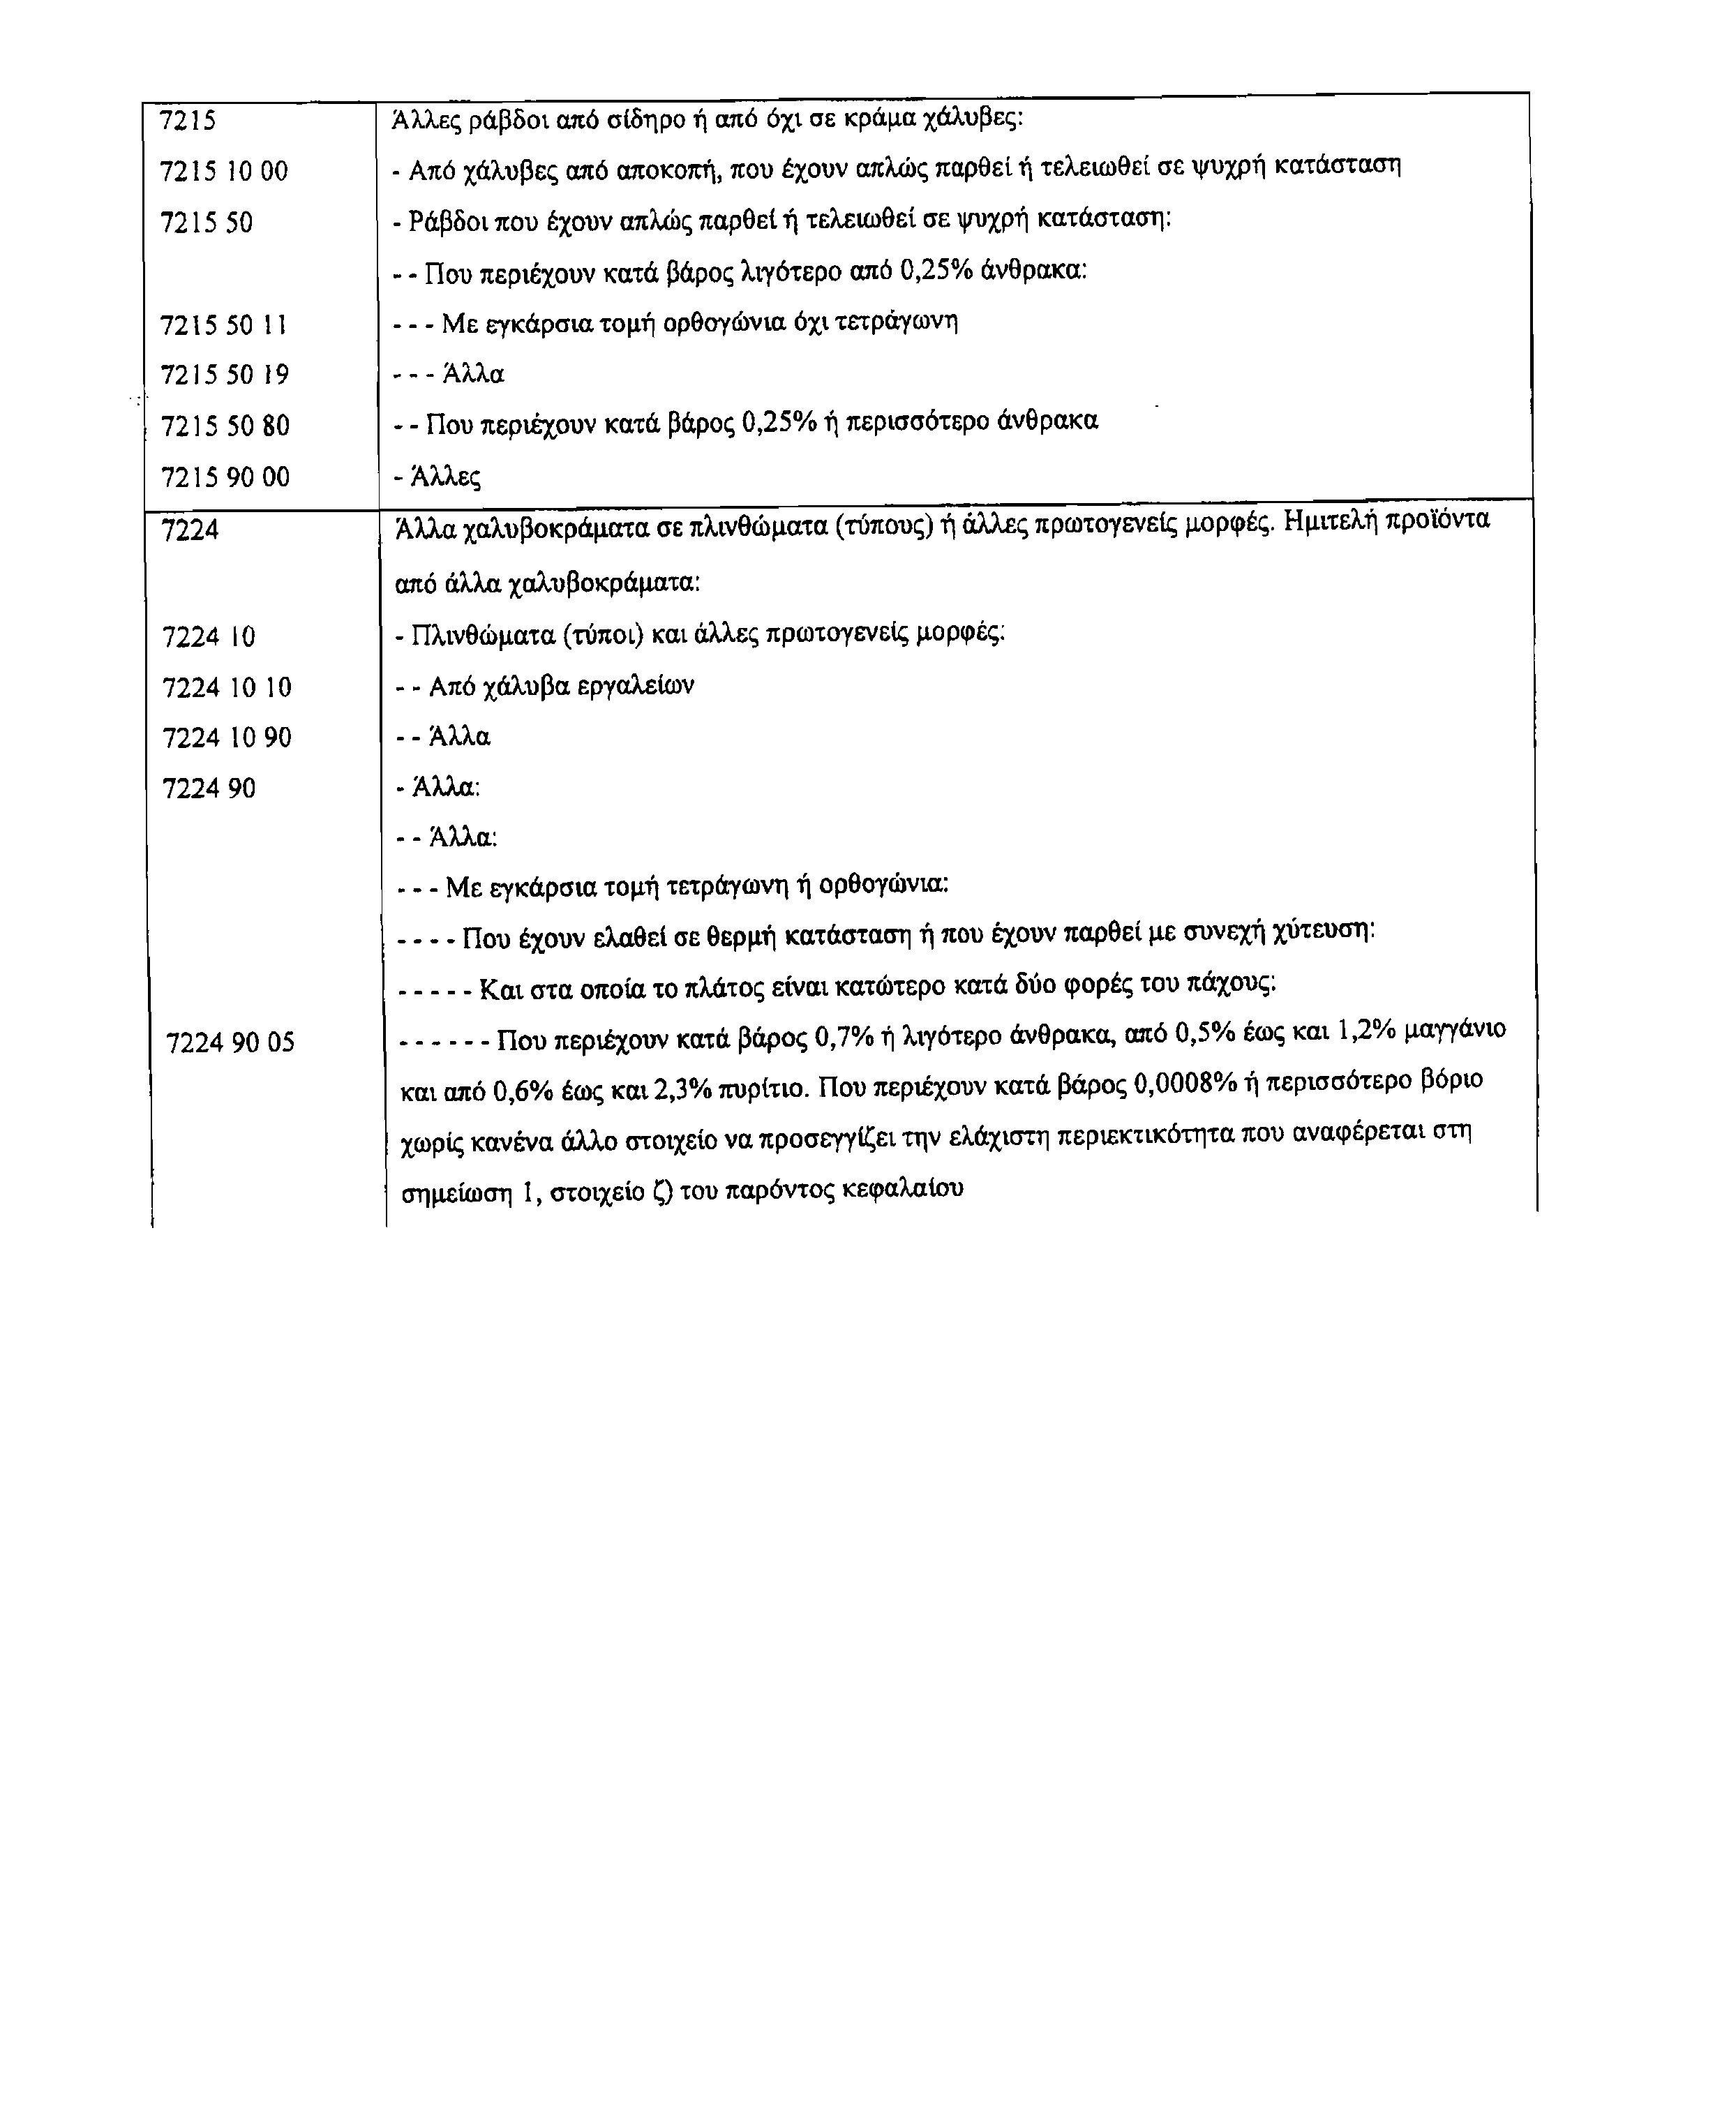 7215 Άλλες ράβδοι από σίδηρο ή από όχι σε κράμα χάλυβες:
7215 10 00 - Από χάλυβες από αποκοπή, που έχουν απλώς παρθεί ή τελειωθεί σε ψυχρή κατάσταση
7215 50 - Ράβδοι που έχουν απλώς παρθεί ή τελειωθεί σε ψυχρή κατάσταση:
- - Που περιέχουν κατά βάρος λιγότερο από 0,25% άνθρακα:
7215 50 11 - - - Με εγκάρσια τομή ορθογώνια όχι τετράγωνη
7215 50 19 - - - Άλλα
7215 50 80 - - Που περιέχουν κατά βάρος 0,25% ή περισσότερο άνθρακα
7215 90 00 - Άλλες
7224 Άλλα χαλυβοκράματα σε πλινθώματα (τύπους) ή άλλες πρωτογενείς μορφές. Ημιτελή προϊόντα
από άλλα χαλυβοκράματα:
7224 10 - Πλινθώματα (τύποι) και άλλες πρωτογενείς μορφές:
7224 10 10 - - Από χάλυβα εργαλείων
7224 10 90 - - Άλλα
7224 90 - Άλλα:
- - Άλλα:
- - - Με εγκάρσια τομή τετράγωνη ή ορθογώνια:
- - - - Που έχουν ελαθεί σε θερμή κατάσταση ή που έχουν παρθεί με συνεχή χύτευση:
- - - - - Και στα οποία το πλάτος είναι κατώτερο κατά δύο φορές του πάχους:
7224 90 05 - - - - - - Που περιέχουν κατά βάρος 0,7% ή λιγότερο άνθρακα, από 0,5% έως και 1,2% μαγγάνιο
και από 0,6% έως και 2,3% πυρίτιο. Που περιέχουν κατά βάρος 0,0008% ή περισσότερο βόριο
χωρίς κανένα άλλο στοιχείο να προσεγγίζει την ελάχιστη περιεκτικότητα που αναφέρεται στη
σημείωση 1, στοιχείο ζ) του παρόντος κεφαλαίου